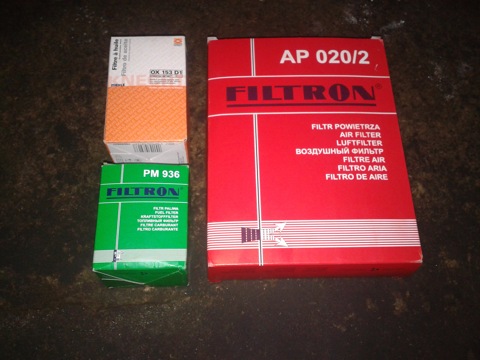 Filtre à huile
KNECHT
OX 153 D1
AP 020/2
FILTRON®
FILTR POWIETRZA
AIR FILTER
LUFTFILTER
ВОЗДУШНЫЙ ФИЛЬТР
FILTRE AIR
FILTRO ARIA
FILTRO DE AIRE
PM 936
FILTRON
FILTR PALIWA
FUEL FILTER
KRAFTSTOFFFILTER
ТОПЛИВНЫЙ ФИЛЬТР
FILTRE CARBURANT
FILTRO CARBURANTE